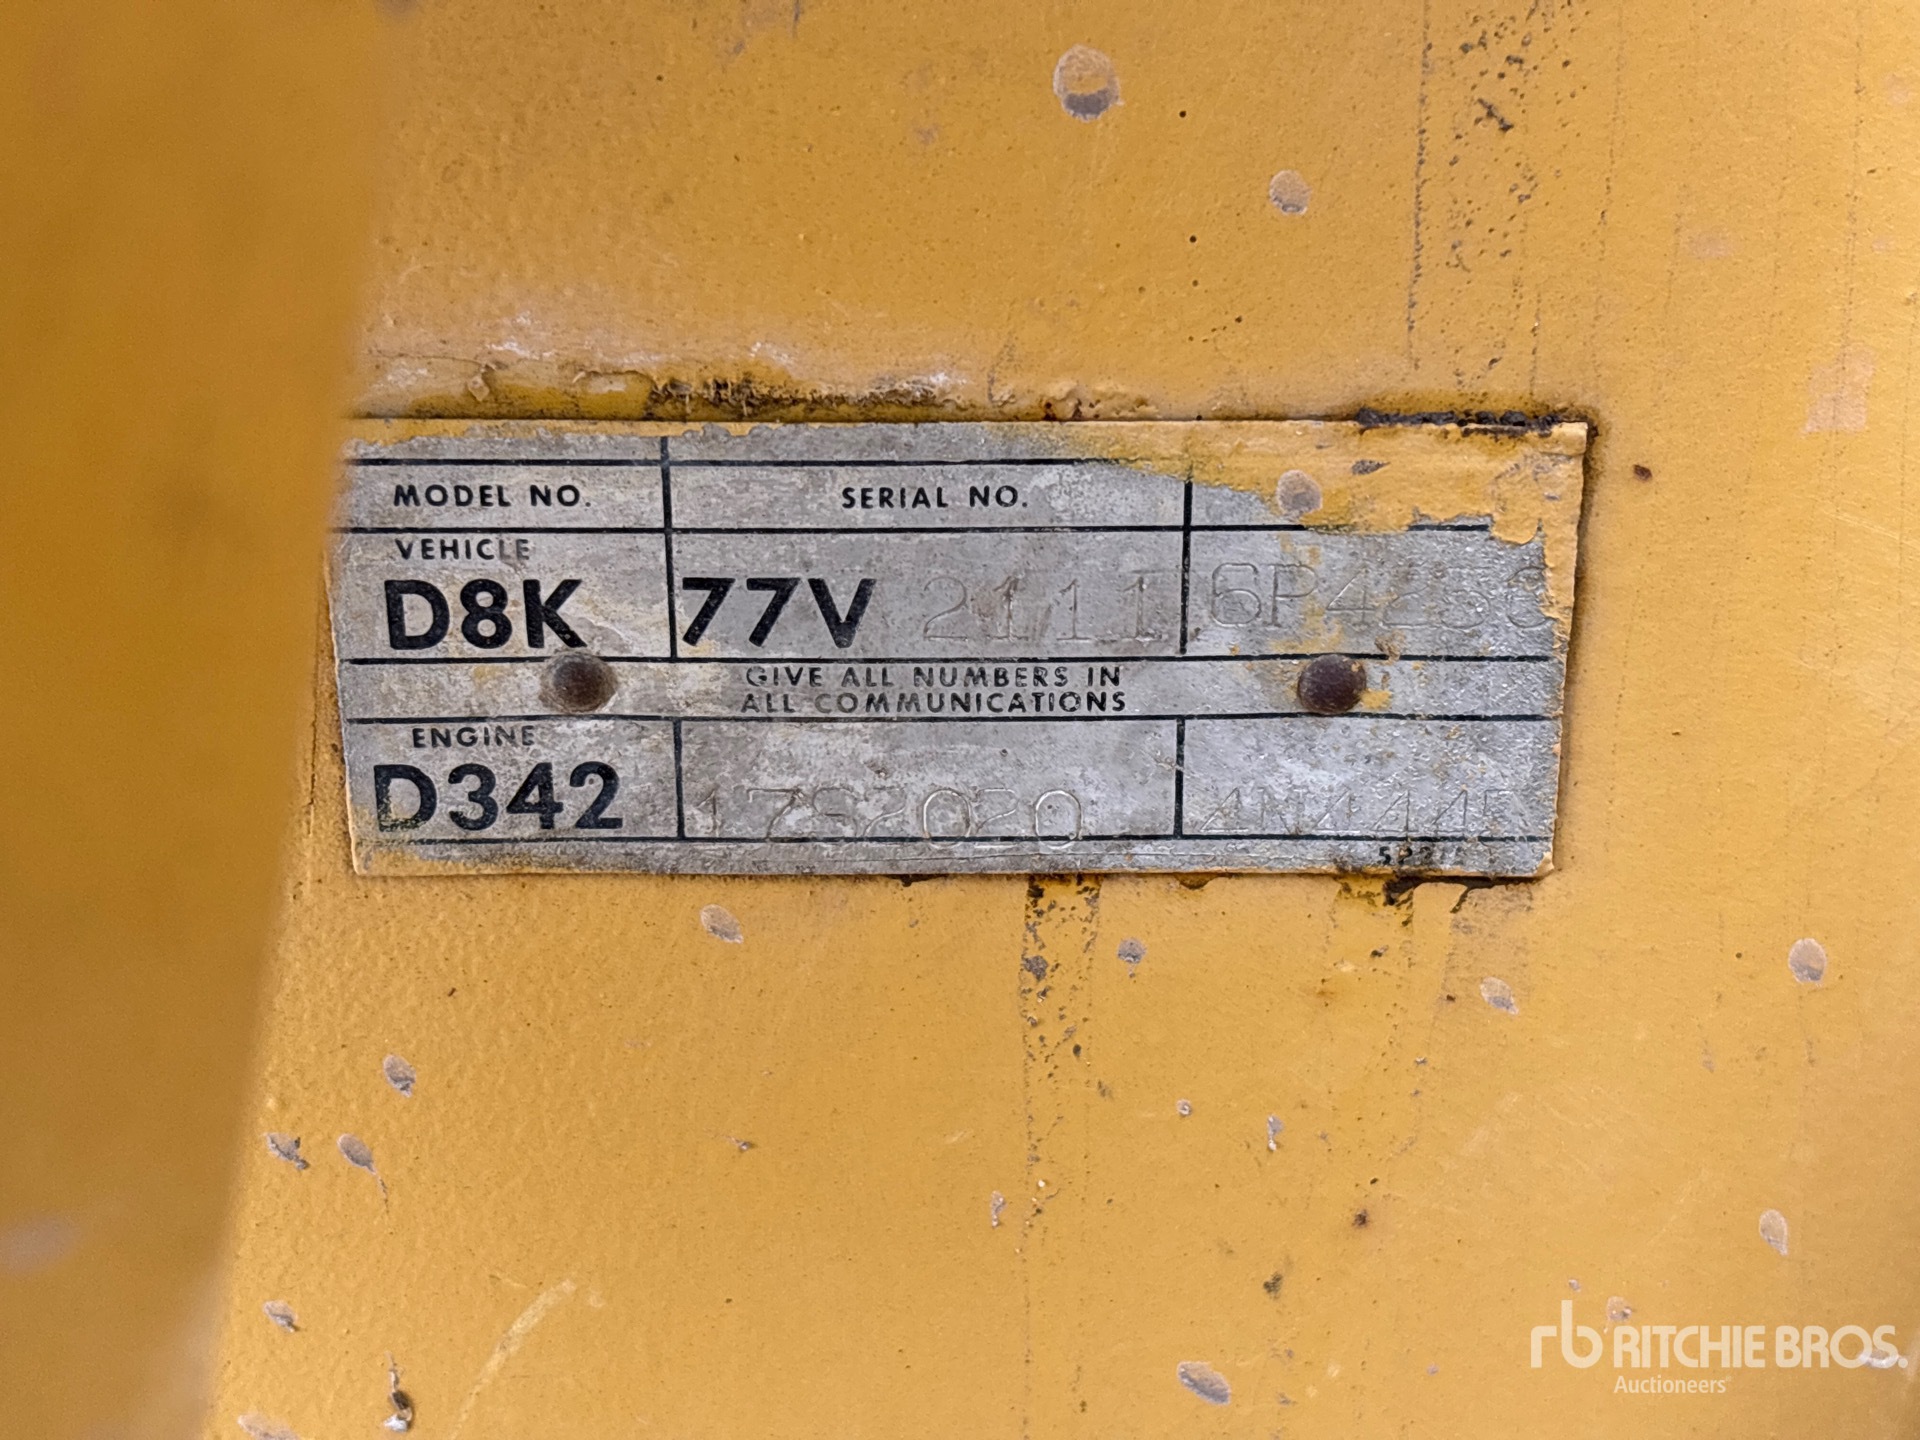 MODEL NO. SERIAL NO.
VEHICLE
D8K 77V 2111
GIVE ALL NUMBERS IN
ALL COMMUNICATIONS
ENGINE
D342
rb RITCHIE BROS.
Auctioneers